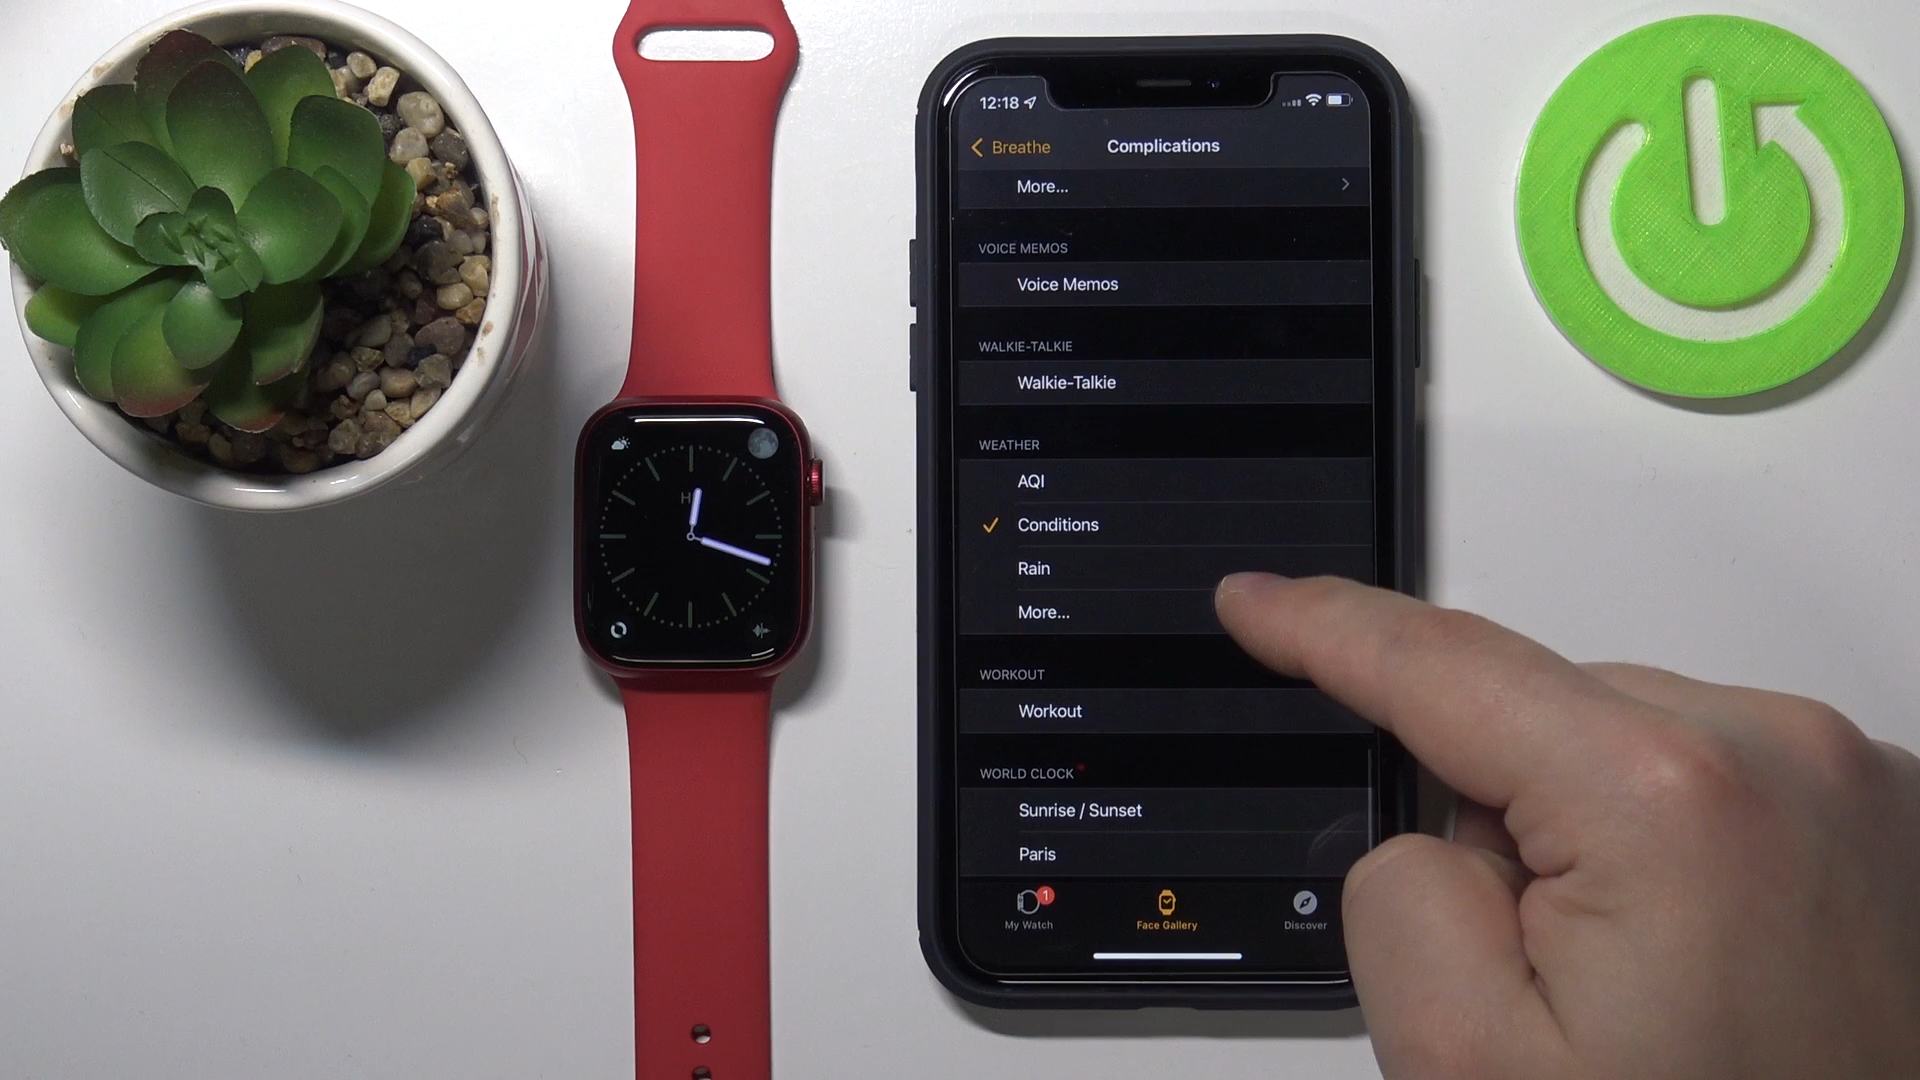 12:18
Breathe
Complications
More...
VOICE MEMOS
Voice Memos
WALKIE-TALKIE
Walkie-Talkie
WEATHER
AQI
Conditions
Rain
More...
WORKOUT
Workout
WORLD CLOCK
Sunrise / Sunset
Paris
1
My Watch
Face Gallery
Discover